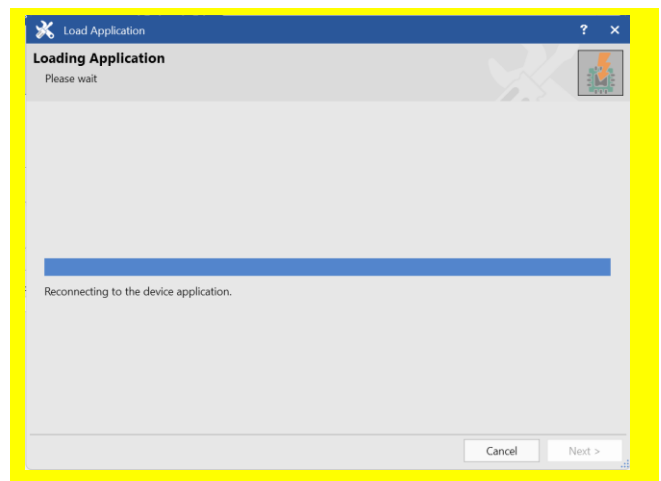 Load Application
? ×
Loading Application
Please wait
Reconnecting to the device application.
Cancel
Next >